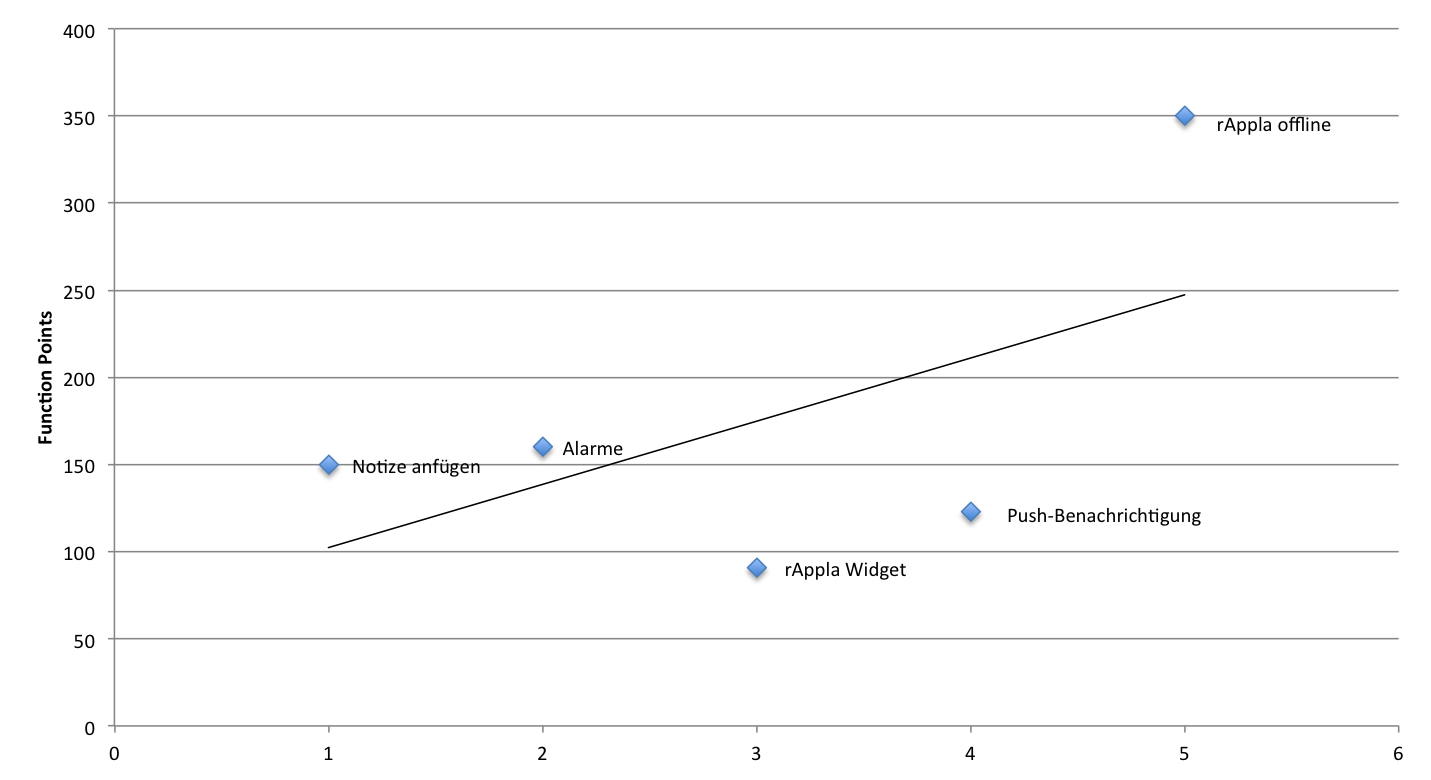 400
350
rAppla offline
300
250
Function Points
200
Alarme
150
Notize anfügen
Push-Benachrichtigung
100
rAppla Widget
50
0
0 1 2 3 4 5 6